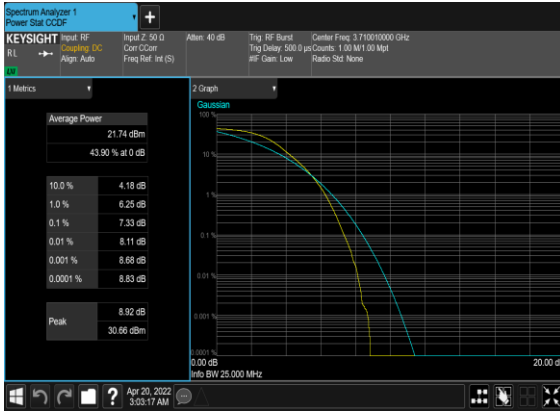 Spectrum Analyzer 1
Power Stat CCDF
+
KEYSIGHT
RL
Input: RF
Coupling: DC
Align: Auto
Input Z: 50 Ω
Corr CCorr
Freq Ref: Int (S)
Atten: 40 dB
Trig: RF Burst
Trig Delay: 500.0 µs
#IF Gain: Low
Center Freq: 3.710010000 GHz
Counts: 1.00 M/1.00 Mpt
Radio Std: None
1 Metrics
Average Power
21.74 dBm
43.90 % at 0 dB
10.0 % 4.18 dB
1.0 % 6.25 dB
0.1 % 7.33 dB
0.01 % 8.11 dB
0.001 % 8.68 dB
0.0001 % 8.83 dB
Peak
8.92 dB
30.66 dBm
2 Graph
Gaussian
100 %
10 %
1 %
0.1 %
0.01 %
0.001 %
0.0001 %
0.00 dB
20.00 d
Info BW 25.000 MHz
?
Apr 20, 2022
3:03:17 AM